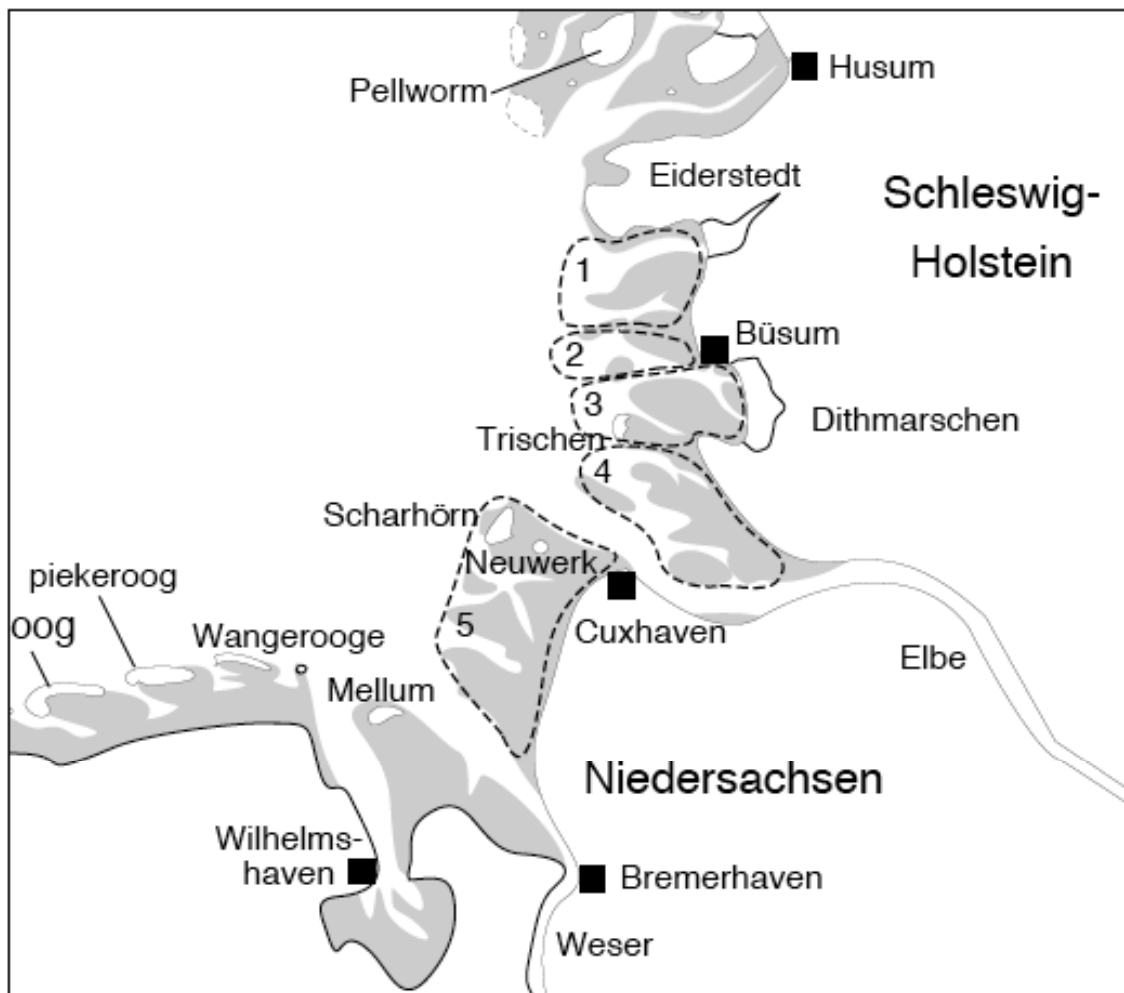 Husum
Pellworm
Eiderstedt
Schleswig-
Holstein
1
Büsum
2
3
Dithmarschen
Trischen
4
Scharhörn
Neuwerk
piekeroog
oog
5
Cuxhaven
Wangerooge
Elbe
Mellum
Niedersachsen
Wilhelms-
haven
Bremerhaven
Weser